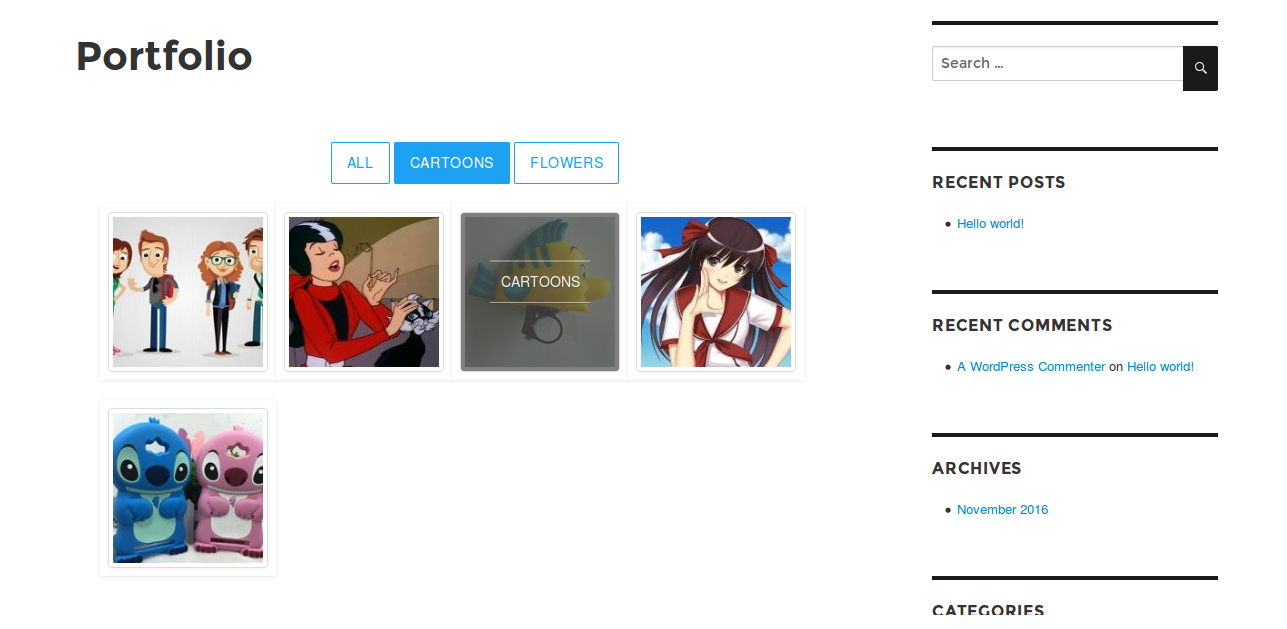 Portfolio
ALL
CARTOONS
FLOWERS
CARTOONS
Search …
RECENT POSTS
Hello world!
RECENT COMMENTS
A WordPress Commenter on Hello world!
ARCHIVES
November 2016
CATEGORIES